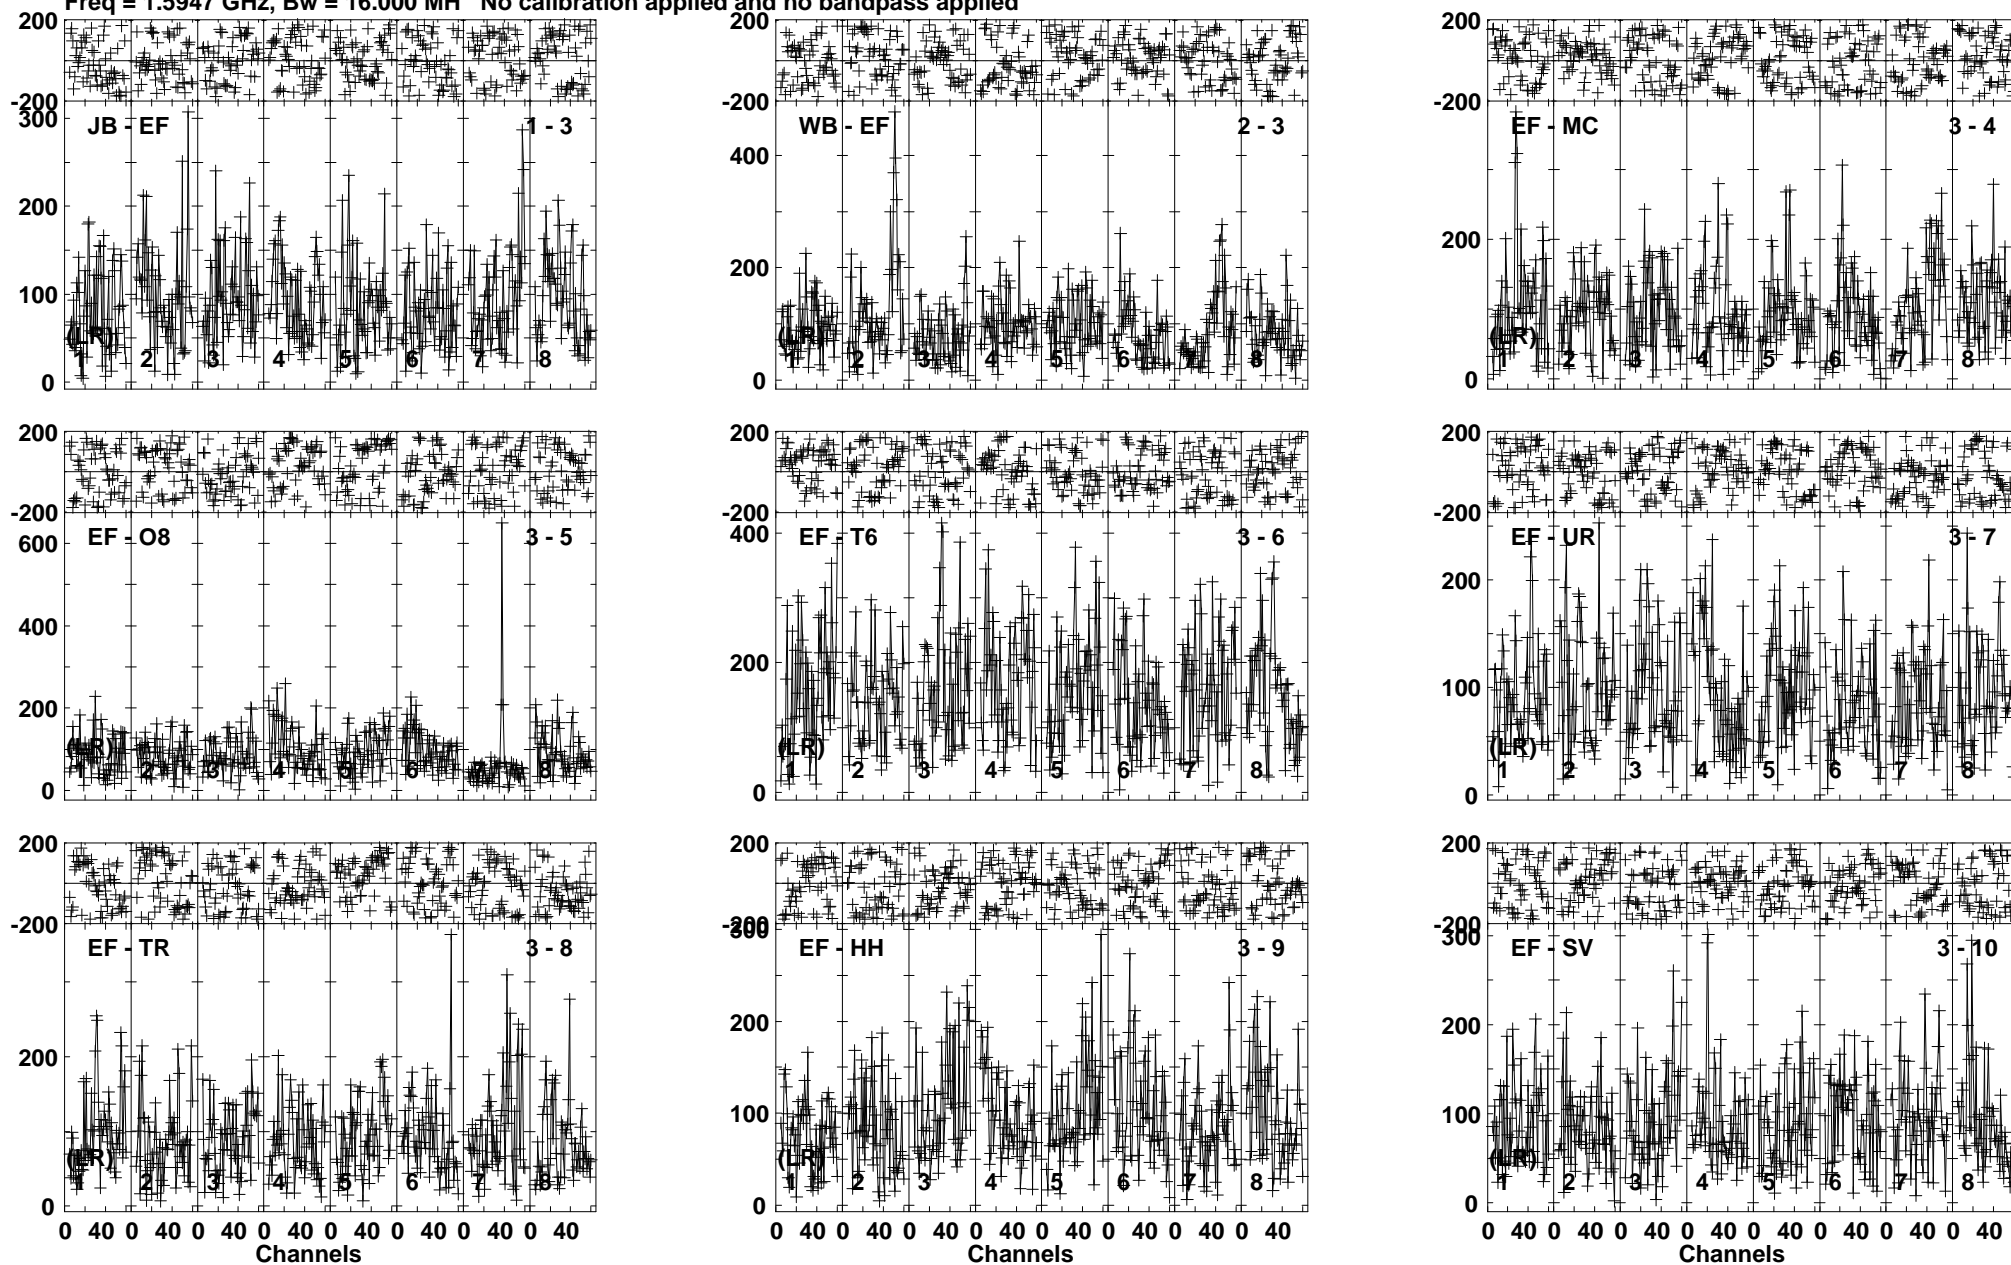 Freq = 1.5947 GHz, Bw = 16.000 MH No calibration applied and no bandpass applied
200 200 200
-200 -200 -200
300 JB - EF 1 - 3 WB - EF 2 - 3 EF - MC 3 - 4
400
200 200 200
100
(LR) (LR) (LR)
1 2 3 4 5 6 7 8 1 2 3 4 5 6 7 8 1 2 3 4 5 6 7 8
0 0 0
200 200 200
-200 -200 -200
600 EF - O8 3 - 5 400 EF - T6 3 - 6 EF - UR 3 - 7
400 200 200
200 100
(LR) (LR) (LR)
1 2 3 4 5 6 7 8 1 2 3 4 5 6 7 8 1 2 3 4 5 6 7 8
0 0 0
200 200 200
-200 -200 -200
300 300
EF - TR 3 - 8 EF - HH 3 - 9 EF - SV 3 - 10
200 200 200
100 100
(LR) (LR) (LR)
1 2 3 4 5 6 7 8 1 2 3 4 5 6 7 8 1 2 3 4 5 6 7 8
0 0 0
0 40 0 40 0 40 0 40 0 40 0 40 0 40 0 40 0 40 0 40 0 40 0 40 0 40 0 40 0 40 0 40 0 40 0 40 0 40 0 40 0 40 0 40 0 40 0 40
Channels Channels Channels